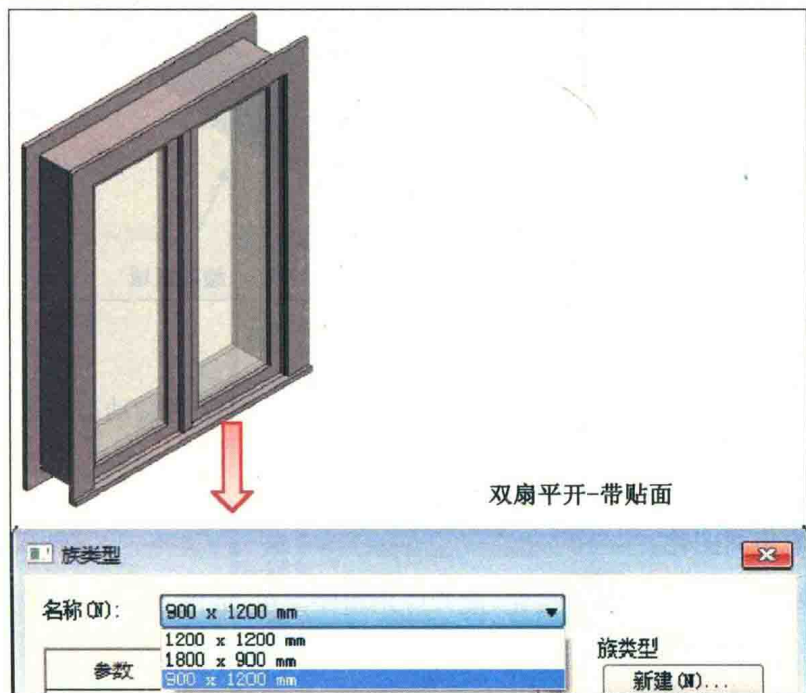 双扇平开-带贴面
族类型
名称(N):
900 x 1200 mm
1200 x 1200 mm
1800 x 900 mm
900 x 1200 mm
参数
族类型
新建(N)...